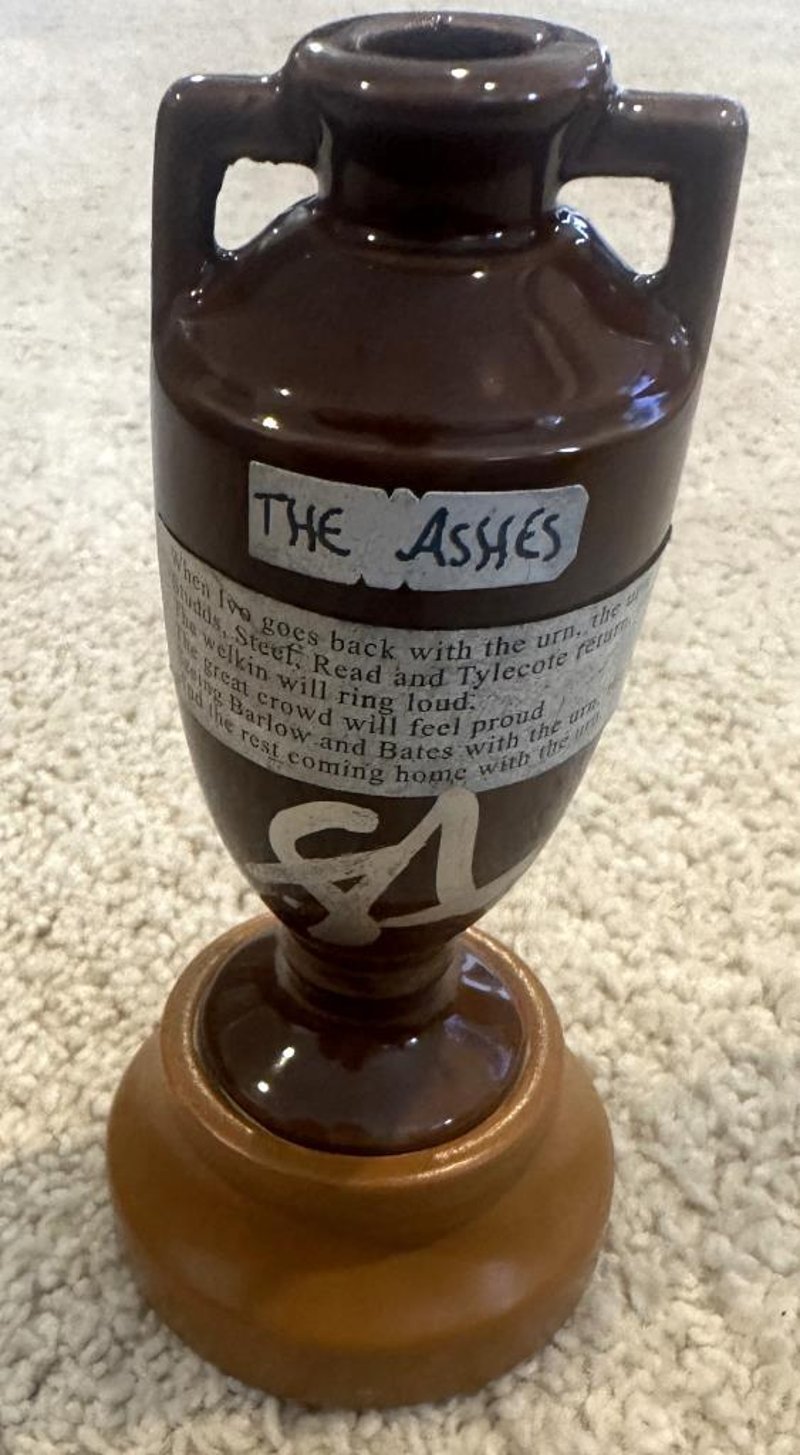 THE ASHES
When Ivo goes back with the urn, the
Studds, Steel, Read and Tylecote return,
The welkin will ring loud,
The great crowd will feel proud
Seeing Barlow and Bates with the urn,
And the rest coming home with the urn